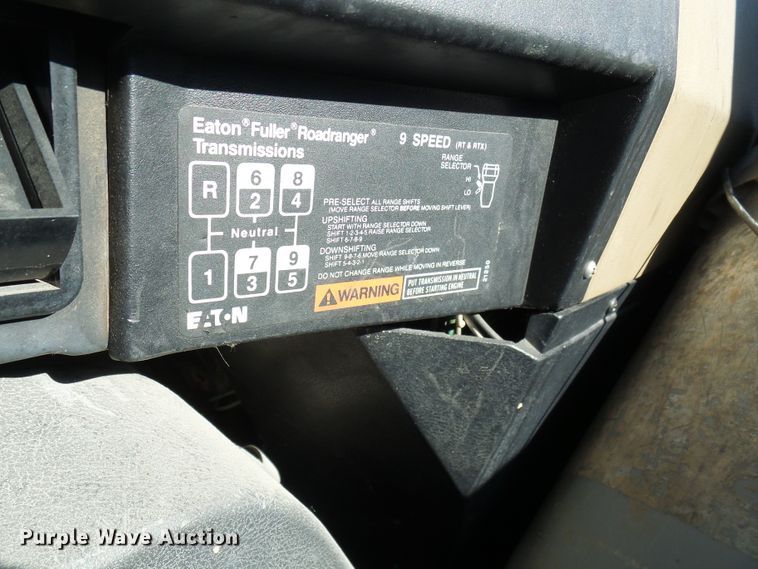 Eaton® Fuller® Roadranger®
Transmissions
9 SPEED (RT & RTX)
RANGE
SELECTOR
HI
LO
R 6 8
2 4
Neutral
1 7 9
3 5
PRE-SELECT ALL RANGE SHIFTS
(MOVE RANGE SELECTOR BEFORE MOVING SHIFT LEVER)
UPSHIFTING
START WITH RANGE SELECTOR DOWN
SHIFT 1-2-3-4-5 RAISE RANGE SELECTOR
SHIFT 6-7-8-9
DOWNSHIFTING
SHIFT 9-8-7-6, MOVE RANGE SELECTOR DOWN
SHIFT 5-4-3-2-1
DO NOT CHANGE RANGE WHILE MOVING IN REVERSE
WARNING
PUT TRANSMISSION IN NEUTRAL
BEFORE STARTING ENGINE
EATON
Purple Wave Auction